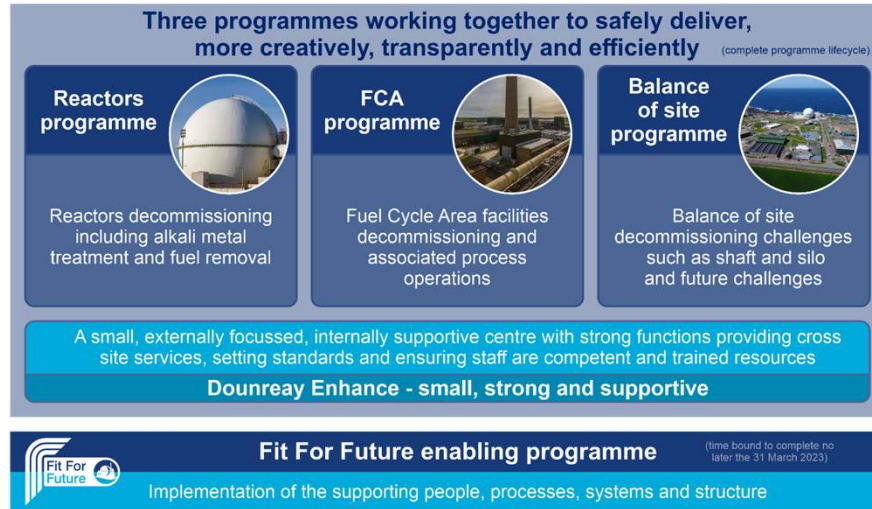 Three programmes working together to safely deliver,
more creatively, transparently and efficiently (complete programme lifecycle)
Reactors
programme
Reactors decommissioning
including alkali metal
treatment and fuel removal
FCA
programme
Fuel Cycle Area facilities
decommissioning and
associated process
operations
Balance
of site
programme
Balance of site
decommissioning challenges
such as shaft and silo
and future challenges
A small, externally focussed, internally supportive centre with strong functions providing cross
site services, setting standards and ensuring staff are competent and trained resources
Dounreay Enhance - small, strong and supportive
Fit For
Future
Fit For Future enabling programme
(time bound to complete no
later the 31 March 2023)
Implementation of the supporting people, processes, systems and structure